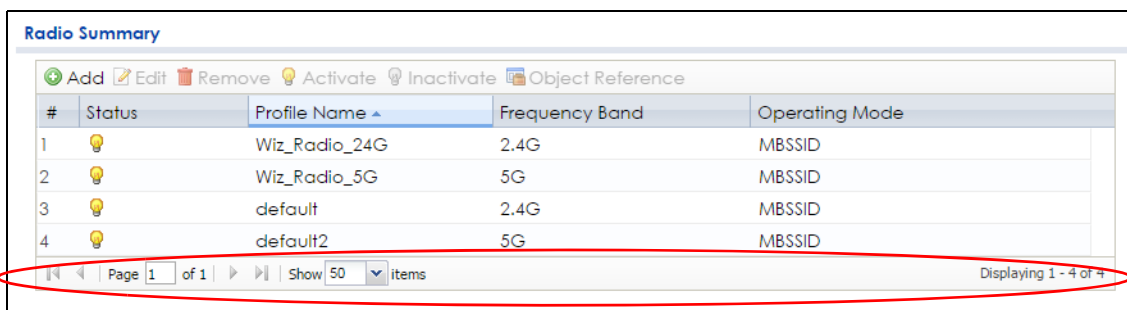 Radio Summary
Add Edit Remove Activate Inactivate Object Reference
# Status Profile Name Frequency Band Operating Mode
1 Wiz_Radio_24G 2.4G MBSSID
2 Wiz_Radio_5G 5G MBSSID
3 default 2.4G MBSSID
4 default2 5G MBSSID
Page 1 of 1 Show 50 items Displaying 1 - 4 of 4